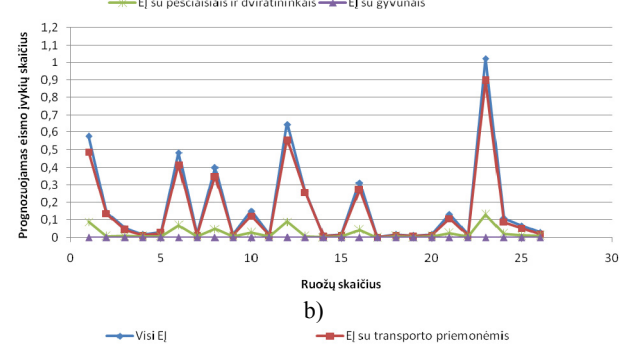 EĮ su pėsčiaisiais ir dviratininkais EĮ su gyvūnais
Prognozuojamas eismo įvykių skaičius
1,2
1,1
1
0,9
0,8
0,7
0,6
0,5
0,4
0,3
0,2
0,1
0
0 5 10 15 20 25 30
Ruožų skaičius
b)
Visi EĮ EĮ su transporto priemonėmis